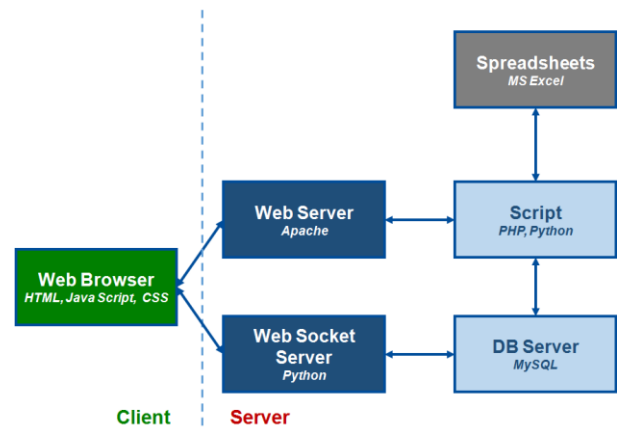 Spreadsheets
MS Excel
Web Server
Apache
Script
PHP, Python
Web Browser
HTML, Java Script, CSS
Web Socket
Server
Python
DB Server
MySQL
Client
Server